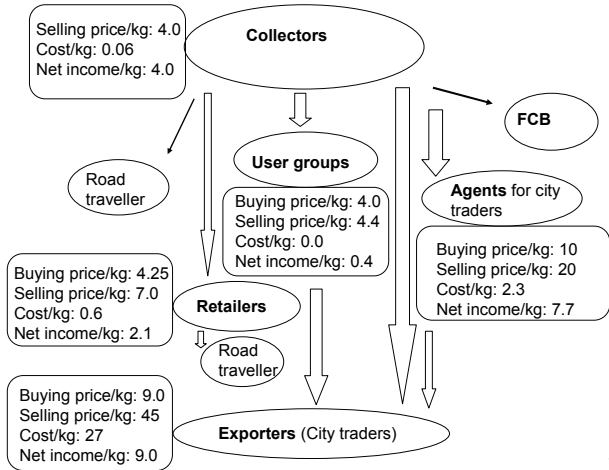 Selling price/kg: 4.0
Cost/kg: 0.06
Net income/kg: 4.0
Collectors
FCB
User groups
Road
traveller
Agents for city
traders
Buying price/kg: 4.0
Selling price/kg: 4.4
Cost/kg: 0.0
Net income/kg: 0.4
Buying price/kg: 10
Selling price/kg: 20
Cost/kg: 2.3
Net income/kg: 7.7
Buying price/kg: 4.25
Selling price/kg: 7.0
Cost/kg: 0.6
Net income/kg: 2.1
Retailers
Road
traveller
Buying price/kg: 9.0
Selling price/kg: 45
Cost/kg: 27
Net income/kg: 9.0
Exporters (City traders)